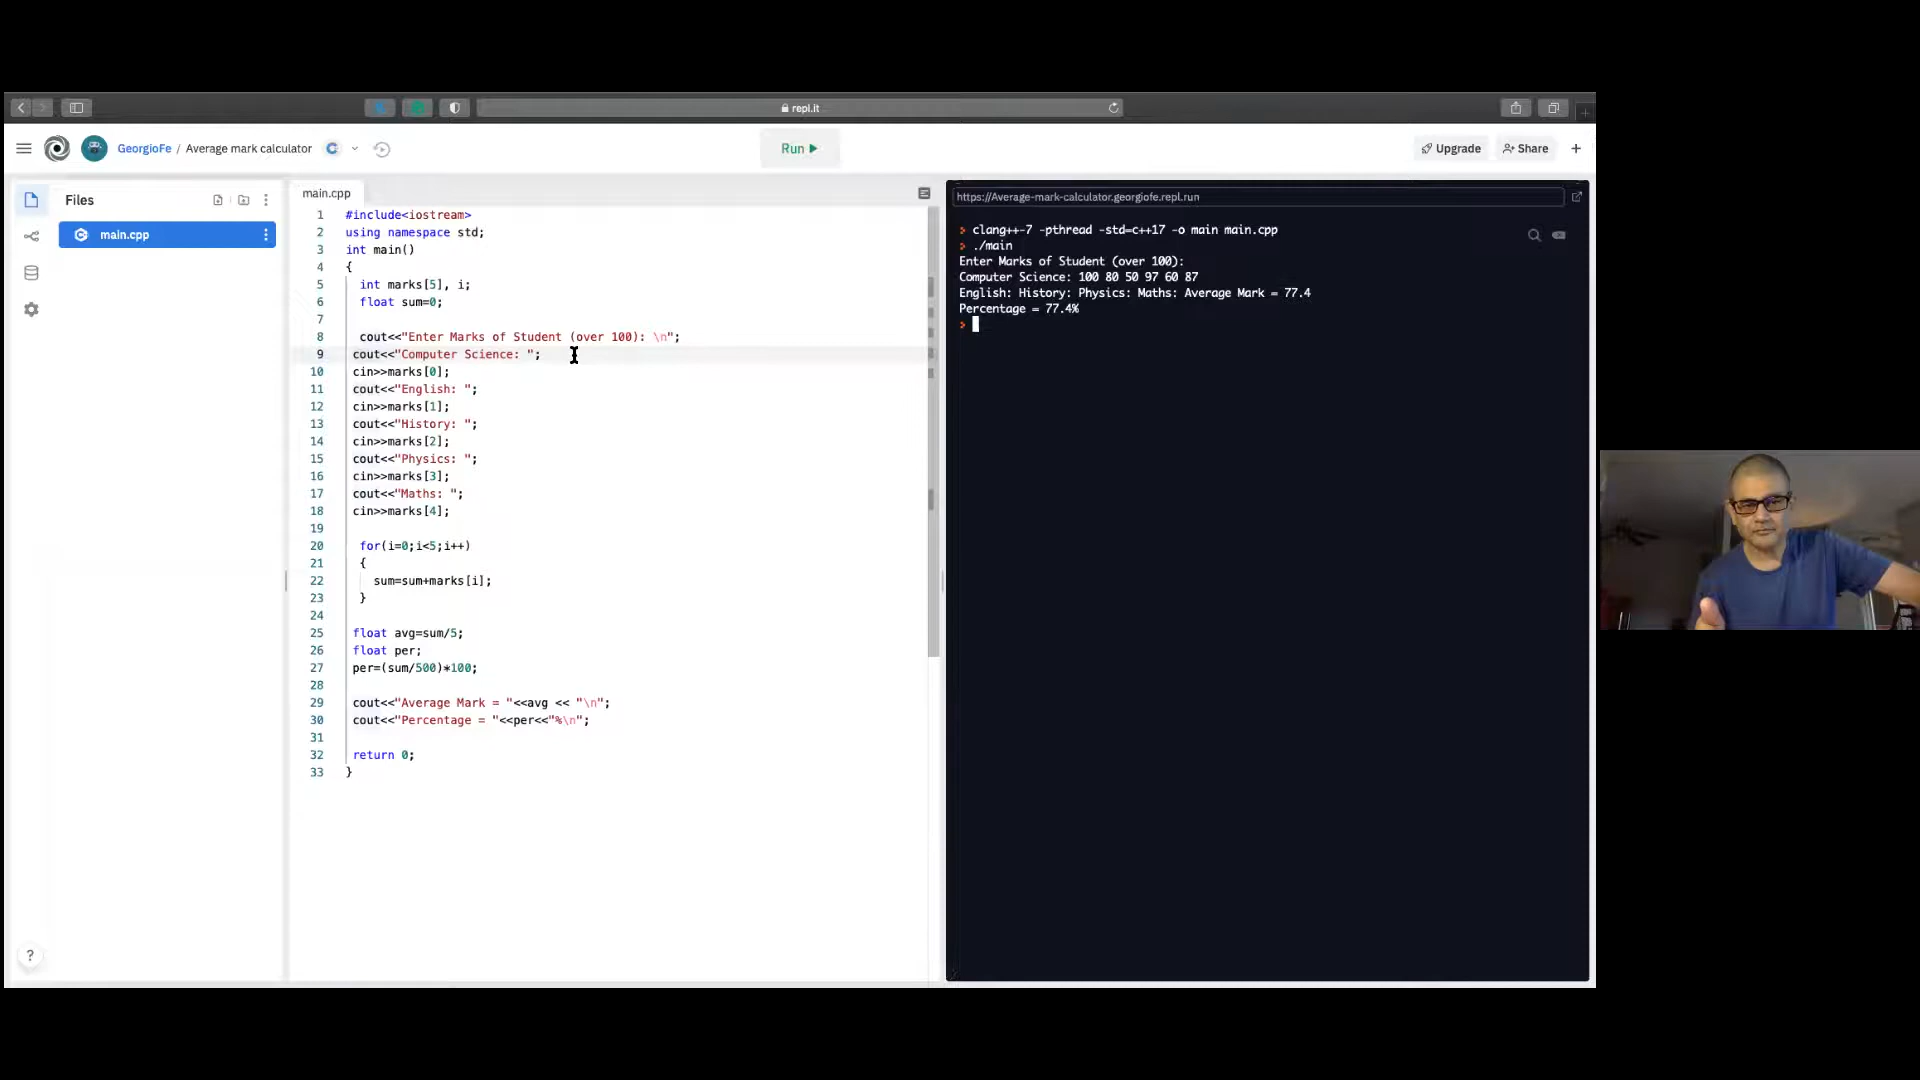 repl.it
GeorgioFe / Average mark calculator
Run
Upgrade
Share
Files
main.cpp
main.cpp
1 #include<iostream>
2 using namespace std;
3 int main()
4 {
5 int marks[5], i;
6 float sum=0;
7
8 cout<<"Enter Marks of Student (over 100): \n";
9 cout<<"Computer Science: ";
10 cin>>marks[0];
11 cout<<"English: ";
12 cin>>marks[1];
13 cout<<"History: ";
14 cin>>marks[2];
15 cout<<"Physics: ";
16 cin>>marks[3];
17 cout<<"Maths: ";
18 cin>>marks[4];
19
20 for(i=0;i<5;i++)
21 {
22 sum=sum+marks[i];
23 }
24
25 float avg=sum/5;
26 float per;
27 per=(sum/500)*100;
28
29 cout<<"Average Mark = "<<avg << "\n";
30 cout<<"Percentage = "<<per<<"%\n";
31
32 return 0;
33 }
https://Average-mark-calculator.georgiofe.repl.run
> clang++-7 -pthread -std=c++17 -o main main.cpp
> ./main
Enter Marks of Student (over 100):
Computer Science: 100 80 50 97 60 87
English: History: Physics: Maths: Average Mark = 77.4
Percentage = 77.4%
>
?